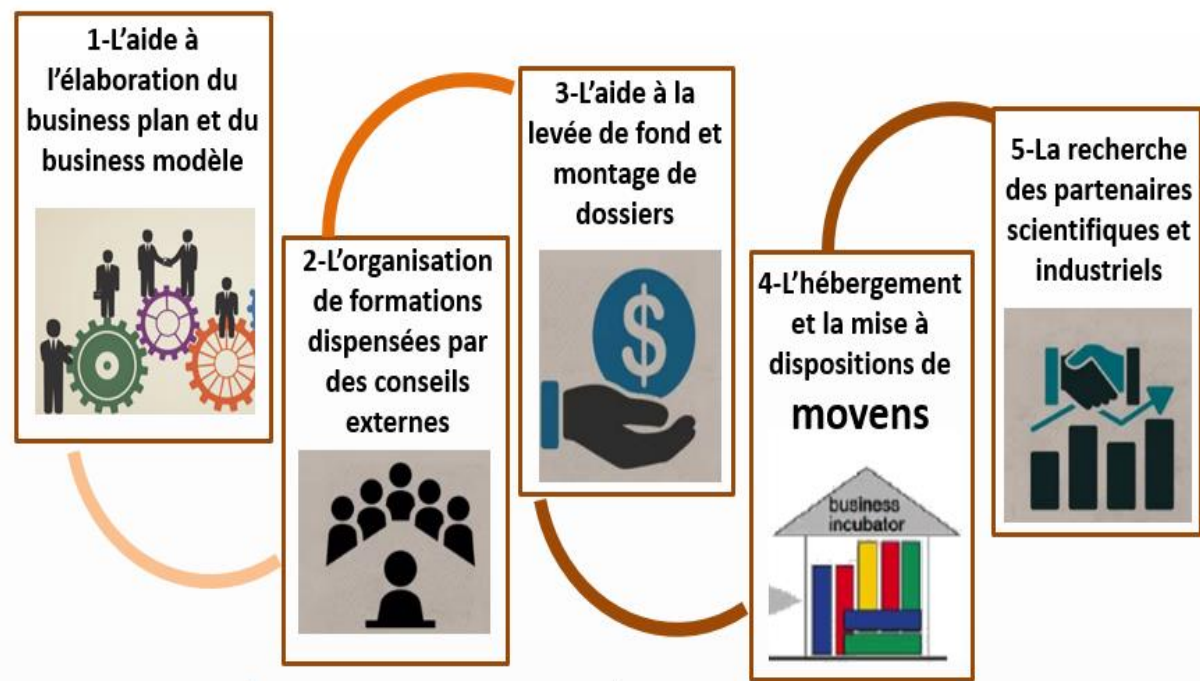 1-L'aide à
l'élaboration du
business plan et du
business modèle
2-L'organisation
de formations
dispensées par
des conseils
externes
3-L'aide à la
levée de fond et
montage de
dossiers
4-L'hébergement
et la mise à
dispositions de
movens
business
incubator
5-La recherche
des partenaires
scientifiques et
industriels